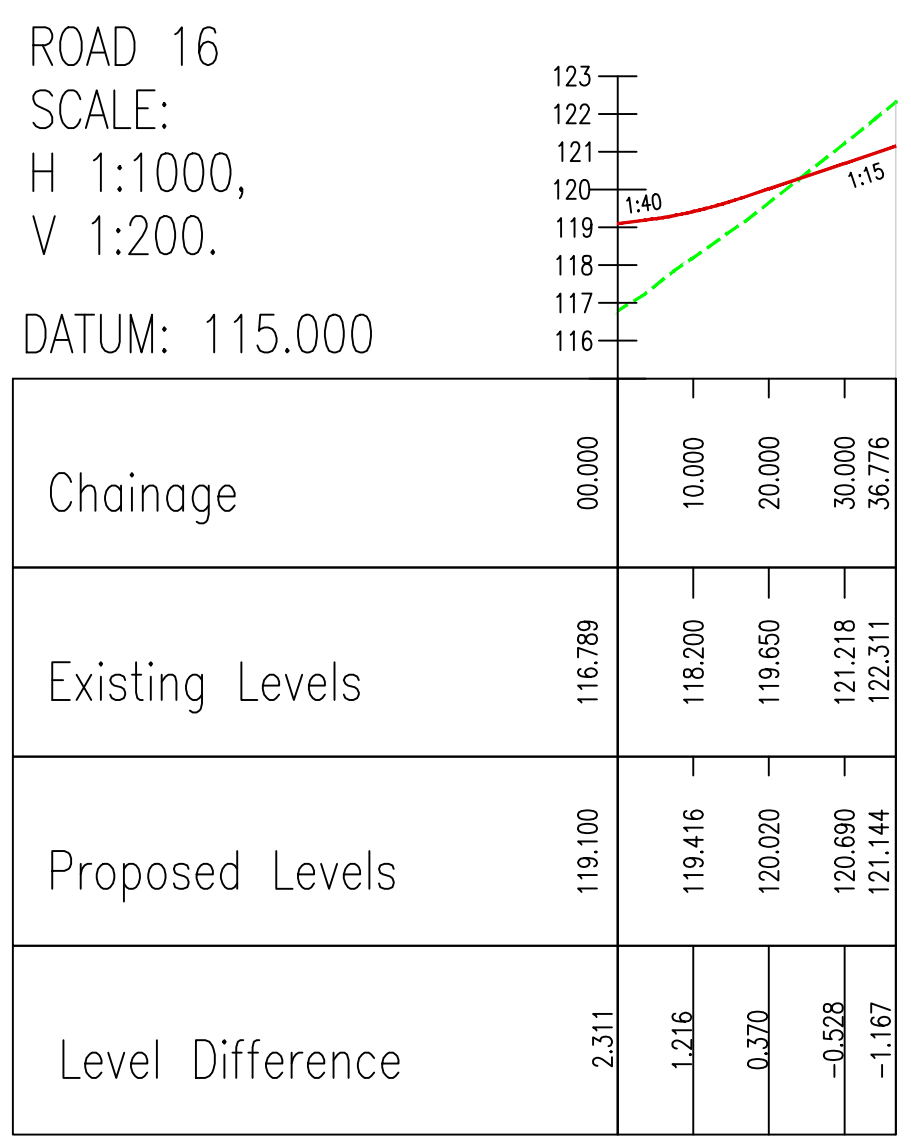 ROAD 16
SCALE:
H 1:1000,
V 1:200.
DATUM: 115.000
123
122
121
120
119
118
117
116
1:40
1:15
Chainage 00.000 10.000 20.000 30.000 36.776
Existing Levels 116.789 118.200 119.650 121.218 122.311
Proposed Levels 119.100 119.416 120.020 120.690 121.144
Level Difference 2.311 1.216 0.370 -0.528 -1.167